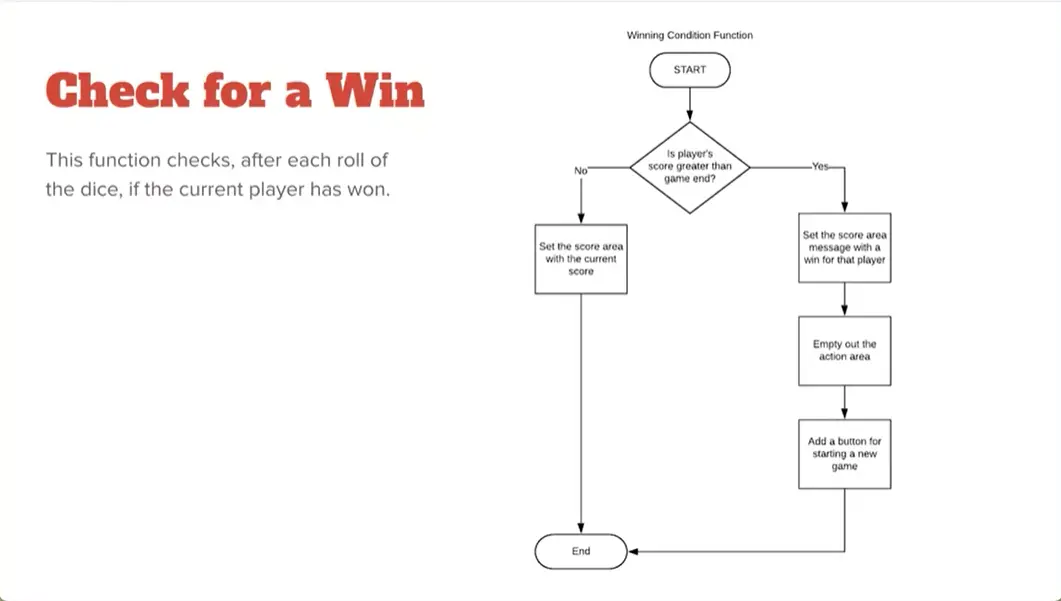 Check for a Win
This function checks, after each roll of
the dice, if the current player has won.
Winning Condition Function
START
Is player's
score greater than
game end?
No
Yes
Set the score area
with the current
score
Set the score area
message with a
win for that player
Empty out the
action area
Add a button for
starting a new
game
End